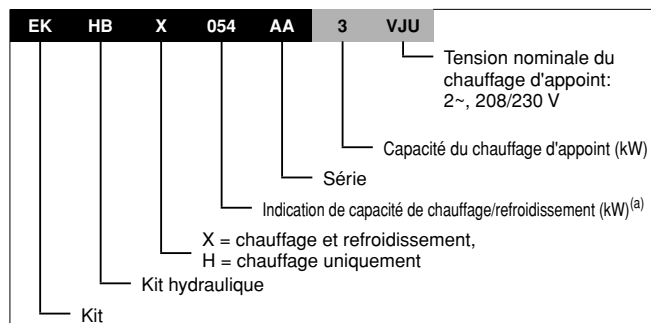 EK HB X 054 AA 3 VJU
Tension nominale du
chauffage d'appoint:
2~, 208/230 V
Capacité du chauffage d'appoint (kW)
Série
Indication de capacité de chauffage/refroidissement (kW)(a)
X = chauffage et refroidissement,
H = chauffage uniquement
Kit hydraulique
Kit